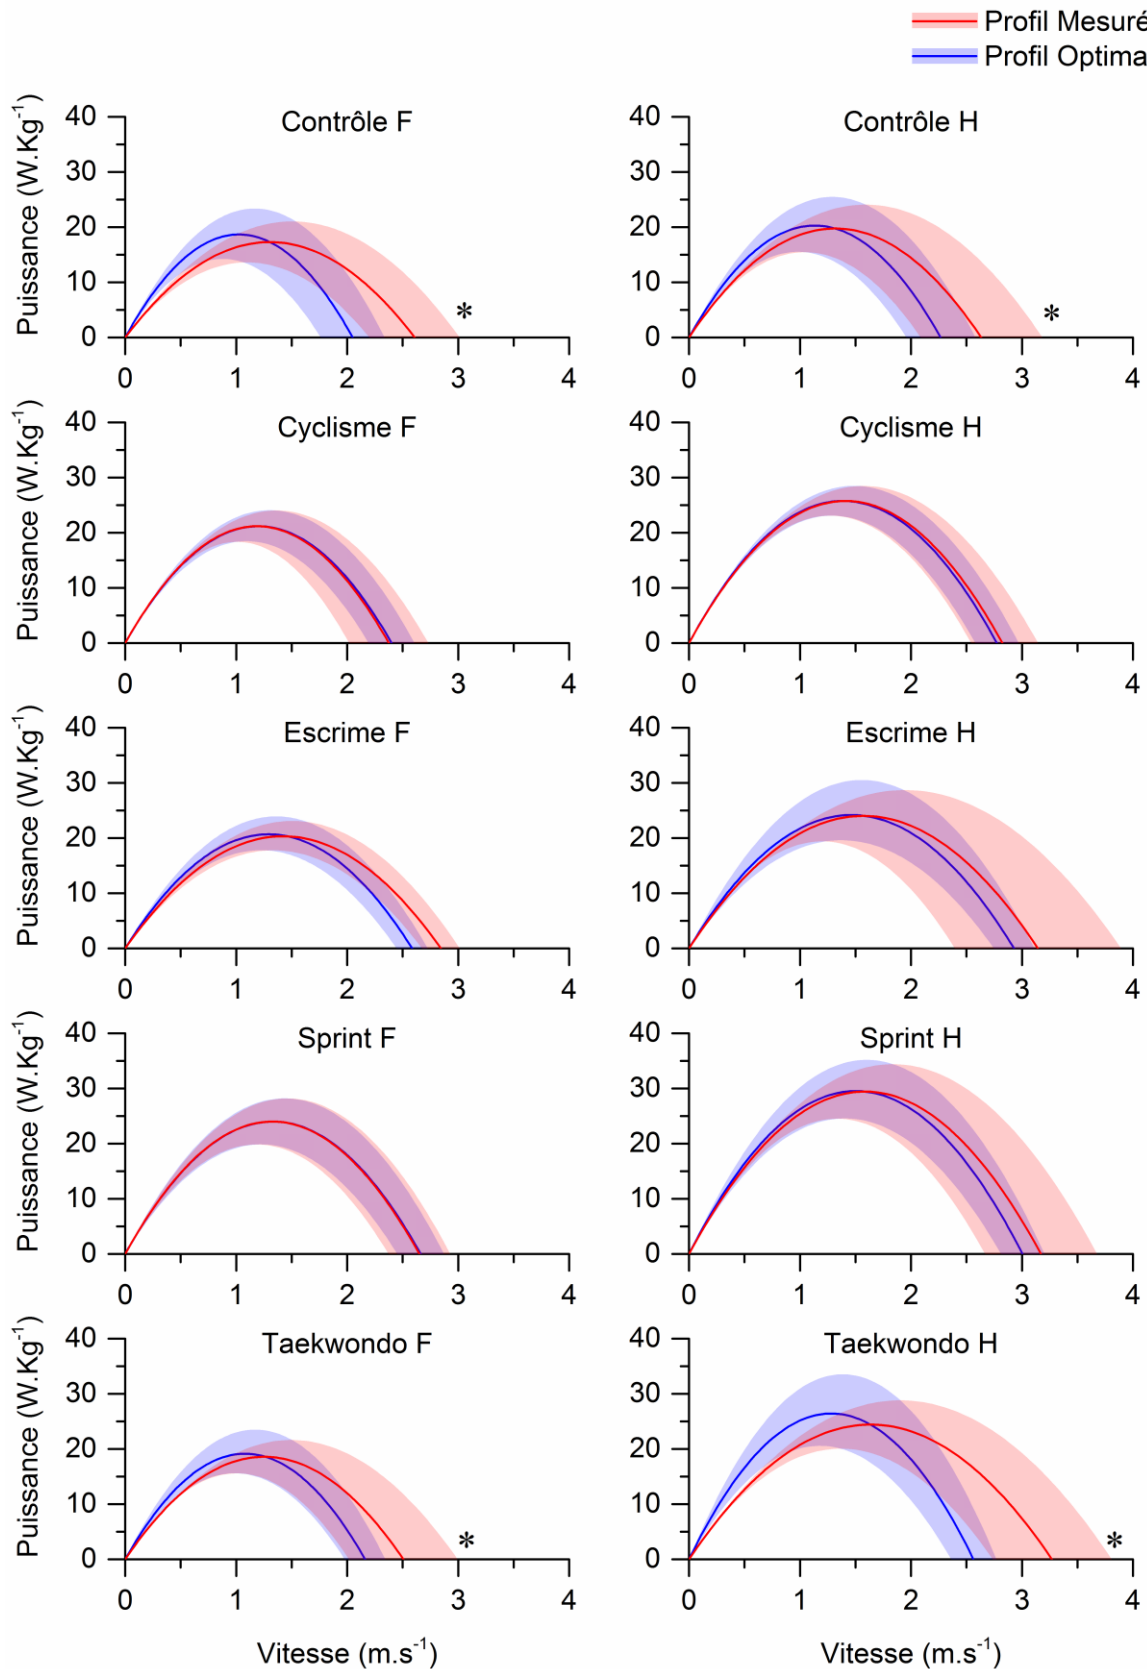 Profil Mesuré
Profil Optima
Contrôle F
Puissance (W.Kg-1)
40
30
20
10
0
*
0 1 2 3 4
Contrôle H
40
30
20
10
0
*
0 1 2 3 4
Cyclisme F
Puissance (W.Kg-1)
40
30
20
10
0
0 1 2 3 4
Cyclisme H
40
30
20
10
0
0 1 2 3 4
Escrime F
Puissance (W.Kg-1)
40
30
20
10
0
0 1 2 3 4
Escrime H
40
30
20
10
0
0 1 2 3 4
Sprint F
Puissance (W.Kg-1)
40
30
20
10
0
0 1 2 3 4
Sprint H
40
30
20
10
0
0 1 2 3 4
Taekwondo F
Puissance (W.Kg-1)
40
30
20
10
0
*
0 1 2 3 4
Vitesse (m.s-1)
Taekwondo H
40
30
20
10
0
*
0 1 2 3 4
Vitesse (m.s-1)